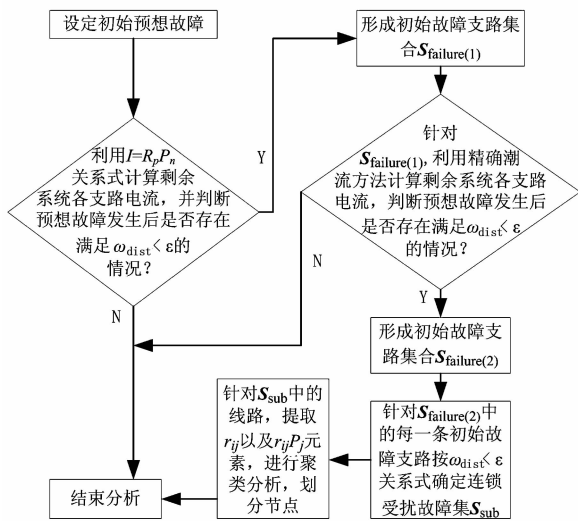 设定初始预想故障
利用I=RpPn
关系式计算剩余
系统各支路电流，并判断
预想故障发生后是否存在
满足ωdist< ε的
情况？
Y
N
形成初始故障支路集
合Sfailure(1)
针对
Sfailure(1), 利用精确潮
流方法计算剩余系统各支路
电流，判断预想故障发生后
是否存在满足ωdist< ε
的情况？
N
Y
形成初始故障支
路集合Sfailure(2)
针对Sfailure(2)中
的每一条初始故
障支路按ωdist< ε
关系式确定连锁
受扰故障集Ssub
针对Ssub中的
线路，提取
rij以及rijPj元
素，进行聚
类分析，划
分节点
结束分析